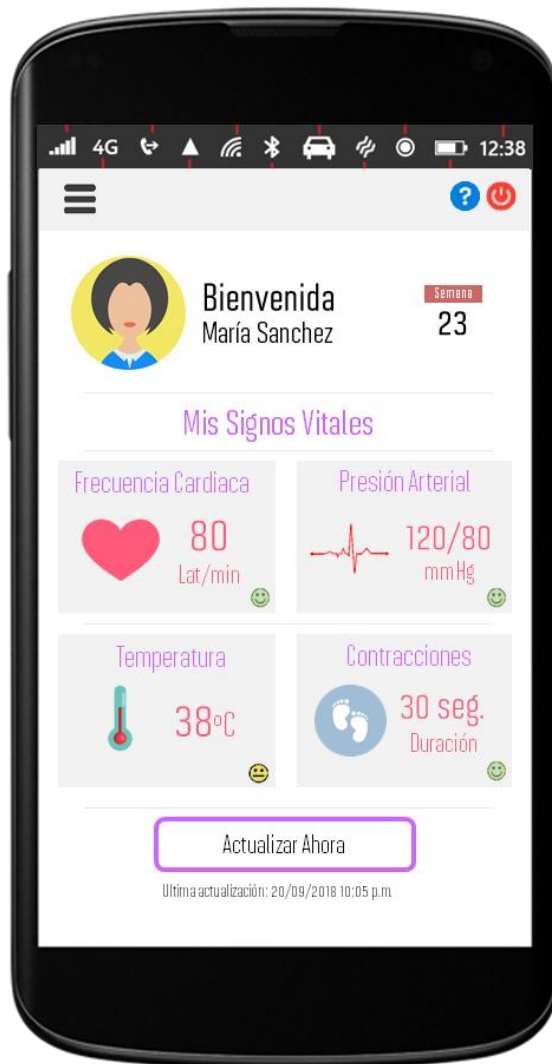 4G 12:38
?
Bienvenida
María Sanchez
Semana
23
Mis Signos Vitales
Frecuencia Cardiaca
80
Lat/min
Presión Arterial
120/80
mmHg
Temperatura
38ºC
Contracciones
30 seg.
Duración
Actualizar Ahora
Ultima actualización: 20/09/2018 10:05 p.m.